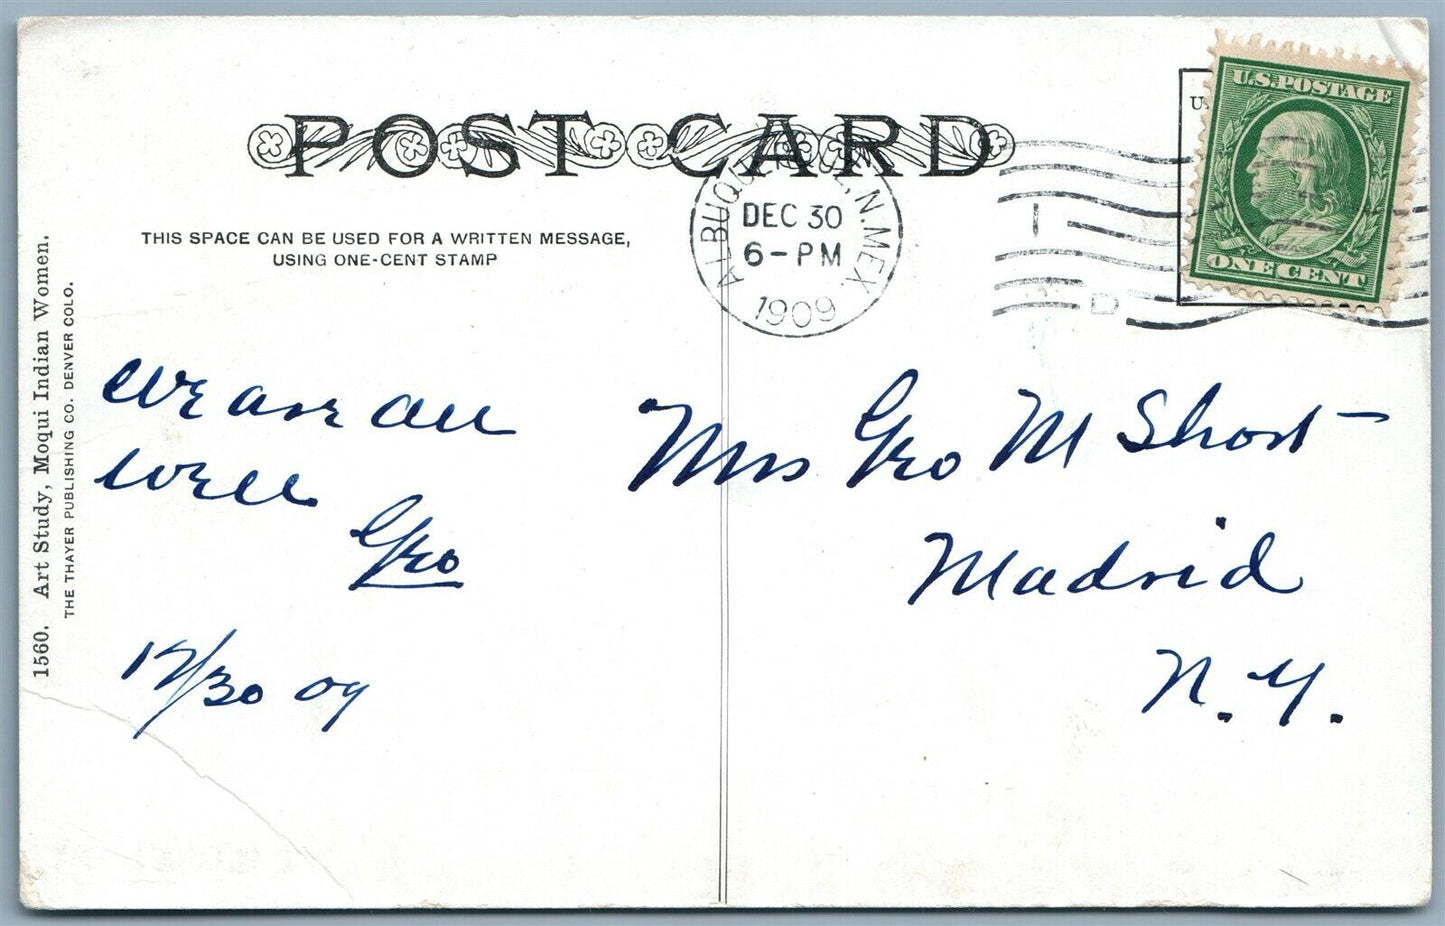 POST CARD
THIS SPACE CAN BE USED FOR A WRITTEN MESSAGE,
USING ONE-CENT STAMP
1560. Art Study, Moqui Indian Women.
THE THAYER PUBLISHING CO. DENVER COLO.
ALBUQUERQUE, N. MEX.
DEC 30
6-PM
1909
U.S. POSTAGE
ONE CENT
We are all
well
Geo
12/30 09
Mrs Geo M Short
Madrid
N. Y.